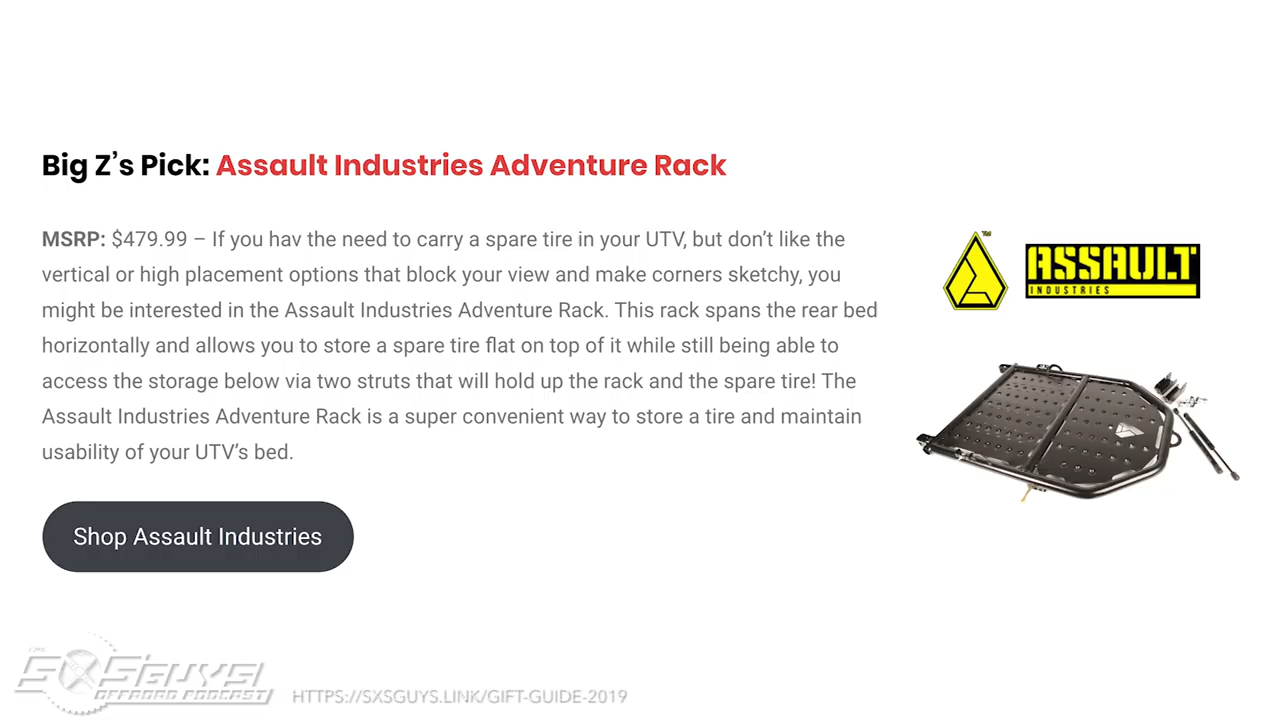 Big Z’s Pick: Assault Industries Adventure Rack
MSRP: $479.99 – If you hav the need to carry a spare tire in your UTV, but don’t like the
vertical or high placement options that block your view and make corners sketchy, you
might be interested in the Assault Industries Adventure Rack. This rack spans the rear bed
horizontally and allows you to store a spare tire flat on top of it while still being able to
access the storage below via two struts that will hold up the rack and the spare tire! The
Assault Industries Adventure Rack is a super convenient way to store a tire and maintain
usability of your UTV’s bed.
Shop Assault Industries
TM
ASSAULT
INDUSTRIES
THE
SXSGUYS
OFFROAD PODCAST
HTTPS://SXSGUYS.LINK/GIFT-GUIDE-2019